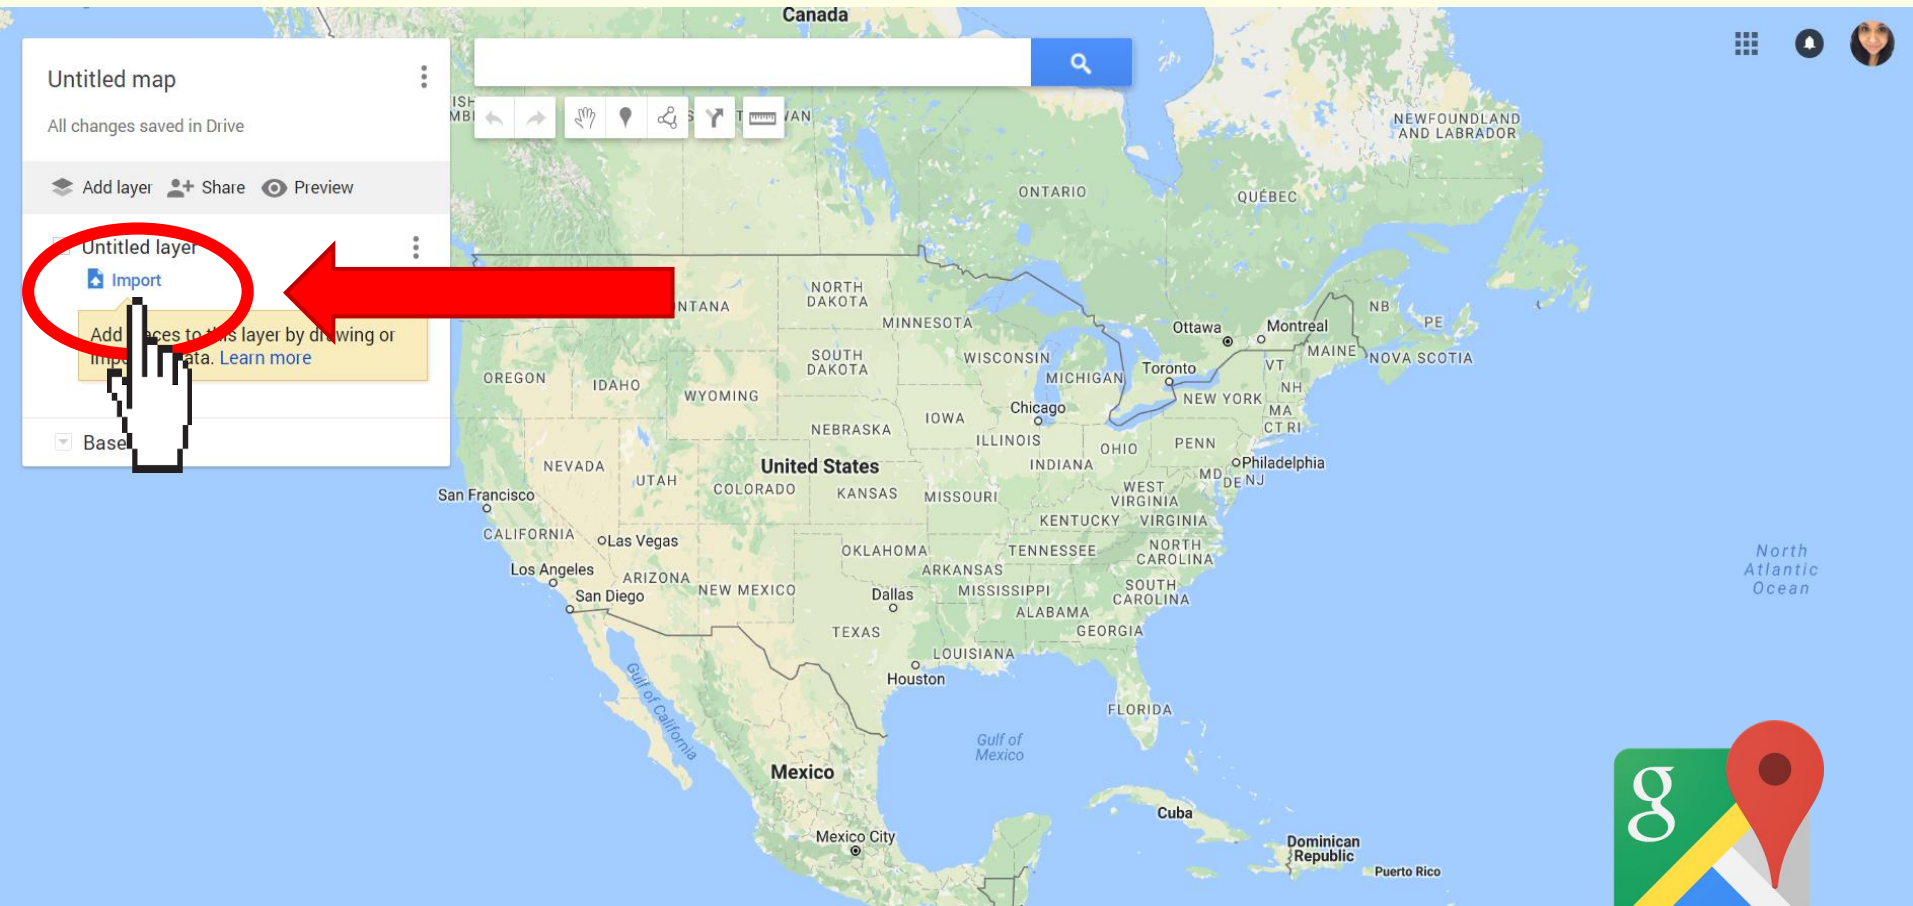 Canada
Untitled map
All changes saved in Drive
Add layer Share Preview
Untitled layer
Import
Add to this layer by drawing or
Learn more
Base
NEWFOUNDLAND
AND LABRADOR
ONTARIO
QUÉBEC
NORTH
DAKOTA
MINNESOTA
NB
PE
Ottawa
Montreal
MAINE
NOVA SCOTIA
SOUTH
DAKOTA
WISCONSIN
MICHIGAN
Toronto
VT
NH
OREGON
IDAHO
WYOMING
NEW YORK
MA
CT RI
IOWA
Chicago
NEBRASKA
ILLINOIS
INDIANA
OHIO
PENN
Philadelphia
MD
DE NJ
NEVADA
UTAH
United States
COLORADO
KANSAS
MISSOURI
WEST
VIRGINIA
KENTUCKY
VIRGINIA
San Francisco
CALIFORNIA
Las Vegas
OKLAHOMA
TENNESSEE
NORTH
CAROLINA
ARKANSAS
Los Angeles
ARIZONA
NEW MEXICO
San Diego
Dallas
MISSISSIPPI
SOUTH
CAROLINA
ALABAMA
GEORGIA
TEXAS
LOUISIANA
Houston
FLORIDA
North
Atlantic
Ocean
Gulf of California
Gulf of
Mexico
Mexico
Mexico City
Cuba
Dominican
Republic
Puerto Rico
g